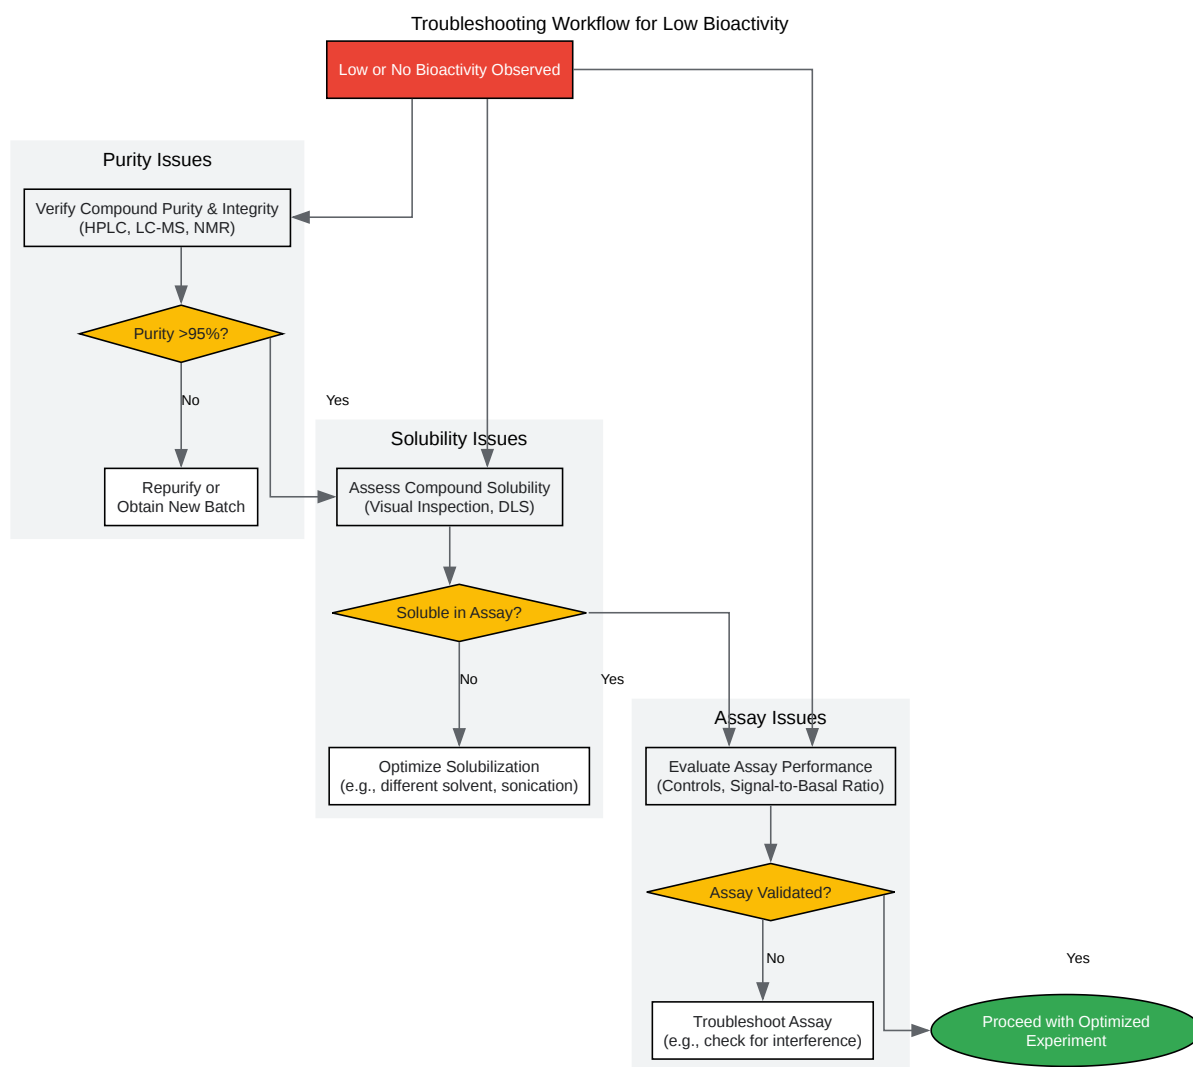 Troubleshooting Workflow for Low Bioactivity
Low or No Bioactivity Observed
Purity Issues
Verify Compound Purity & Integrity
(HPLC, LC-MS, NMR)
Purity >95%?
No
Yes
Repurify or
Obtain New Batch
Solubility Issues
Assess Compound Solubility
(Visual Inspection, DLS)
Soluble in Assay?
No
Yes
Optimize Solubilization
(e.g., different solvent, sonication)
Assay Issues
Evaluate Assay Performance
(Controls, Signal-to-Basal Ratio)
Assay Validated?
No
Yes
Troubleshoot Assay
(e.g., check for interference)
Proceed with Optimized
Experiment